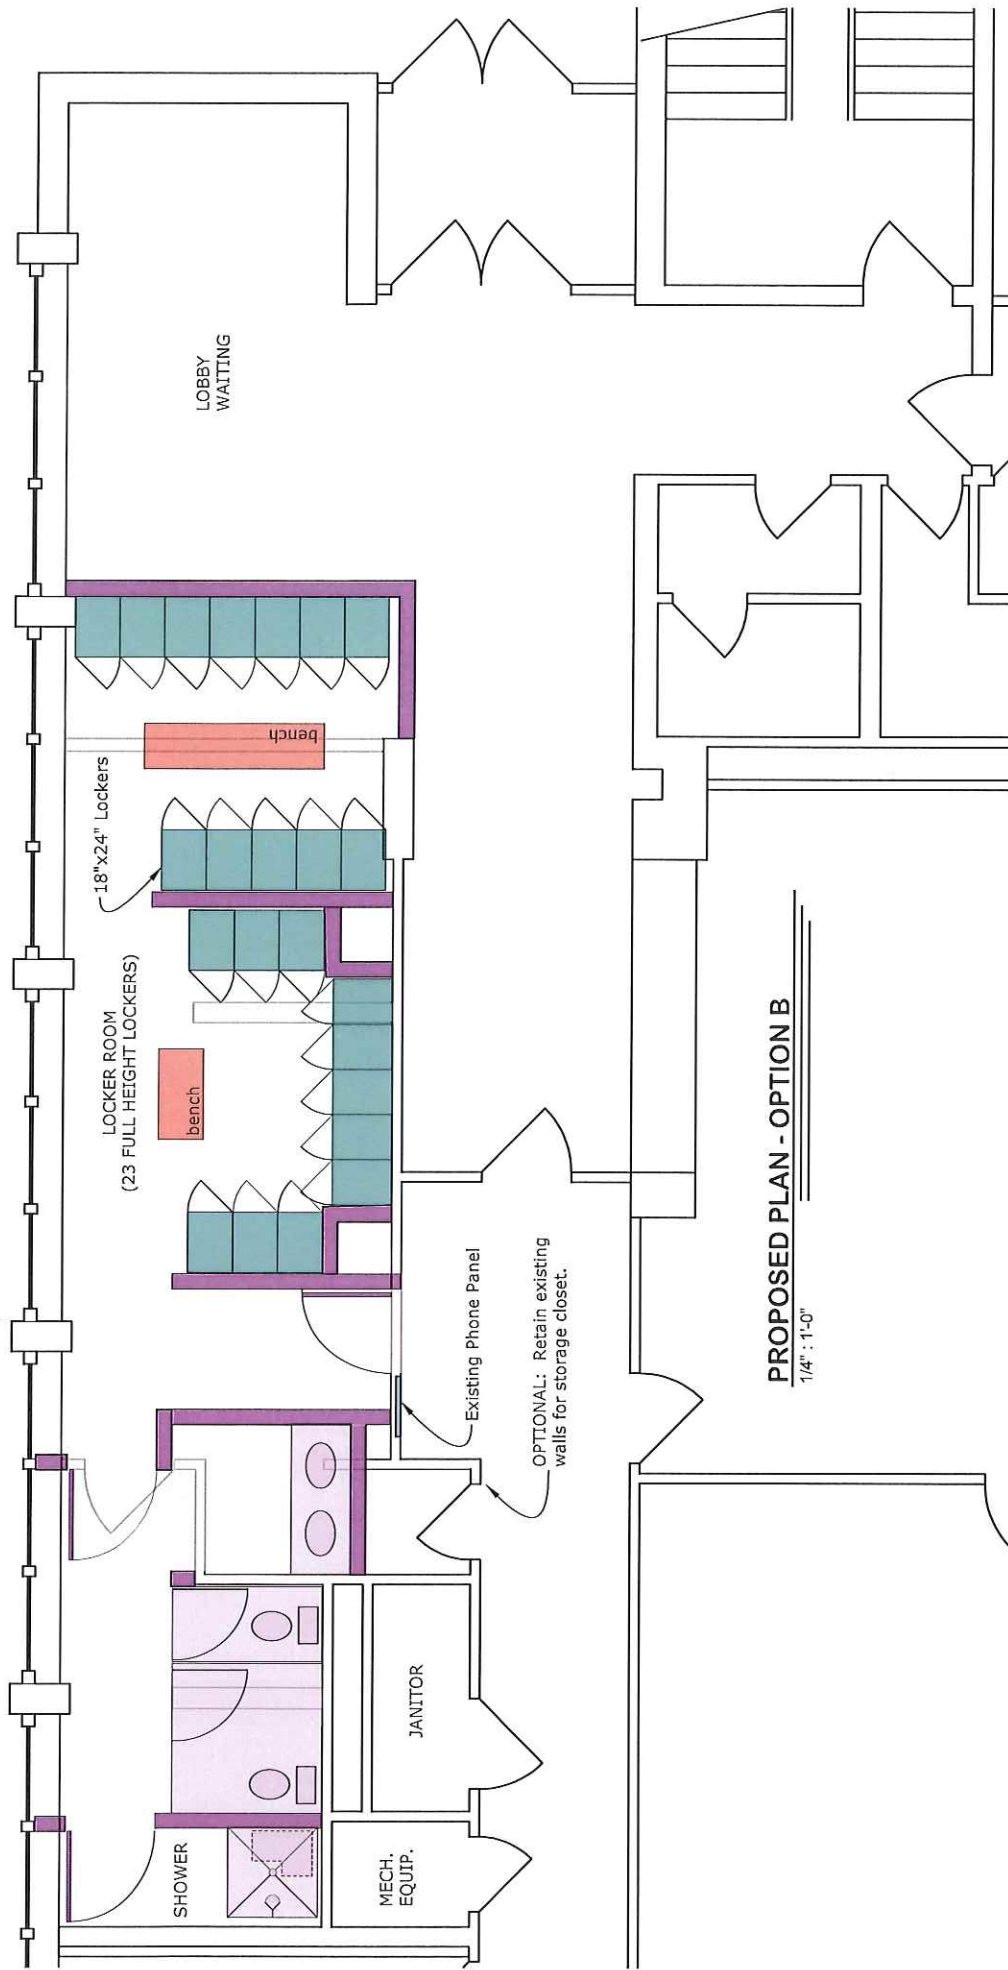 LOBBY
WAITING
bench
18"x24" Lockers
LOCKER ROOM
(23 FULL HEIGHT LOCKERS)
bench
Existing Phone Panel
OPTIONAL: Retain existing
walls for storage closet.
JANITOR
SHOWER
MECH.
EQUIP.
PROPOSED PLAN - OPTION B
1/4" : 1'-0"